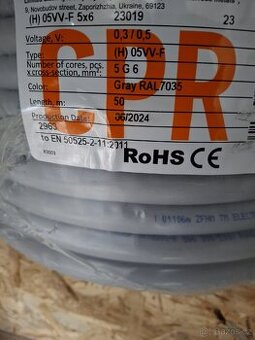 9, Novobudov street, Zaporizhzhia, Ukraine, 69123
(H) 05VV-F 5x6 23019 23
Voltage, V: 0,3 / 0,5
Type: (H) 05VV-F
Number of cores, pcs.
x cross-section, mm²: 5 G 6
Color: Gray RAL7035
Length, m: 50
Production Date: 06/2024
2963
to EN 50525-2-11:2011
CPR
RoHS CE